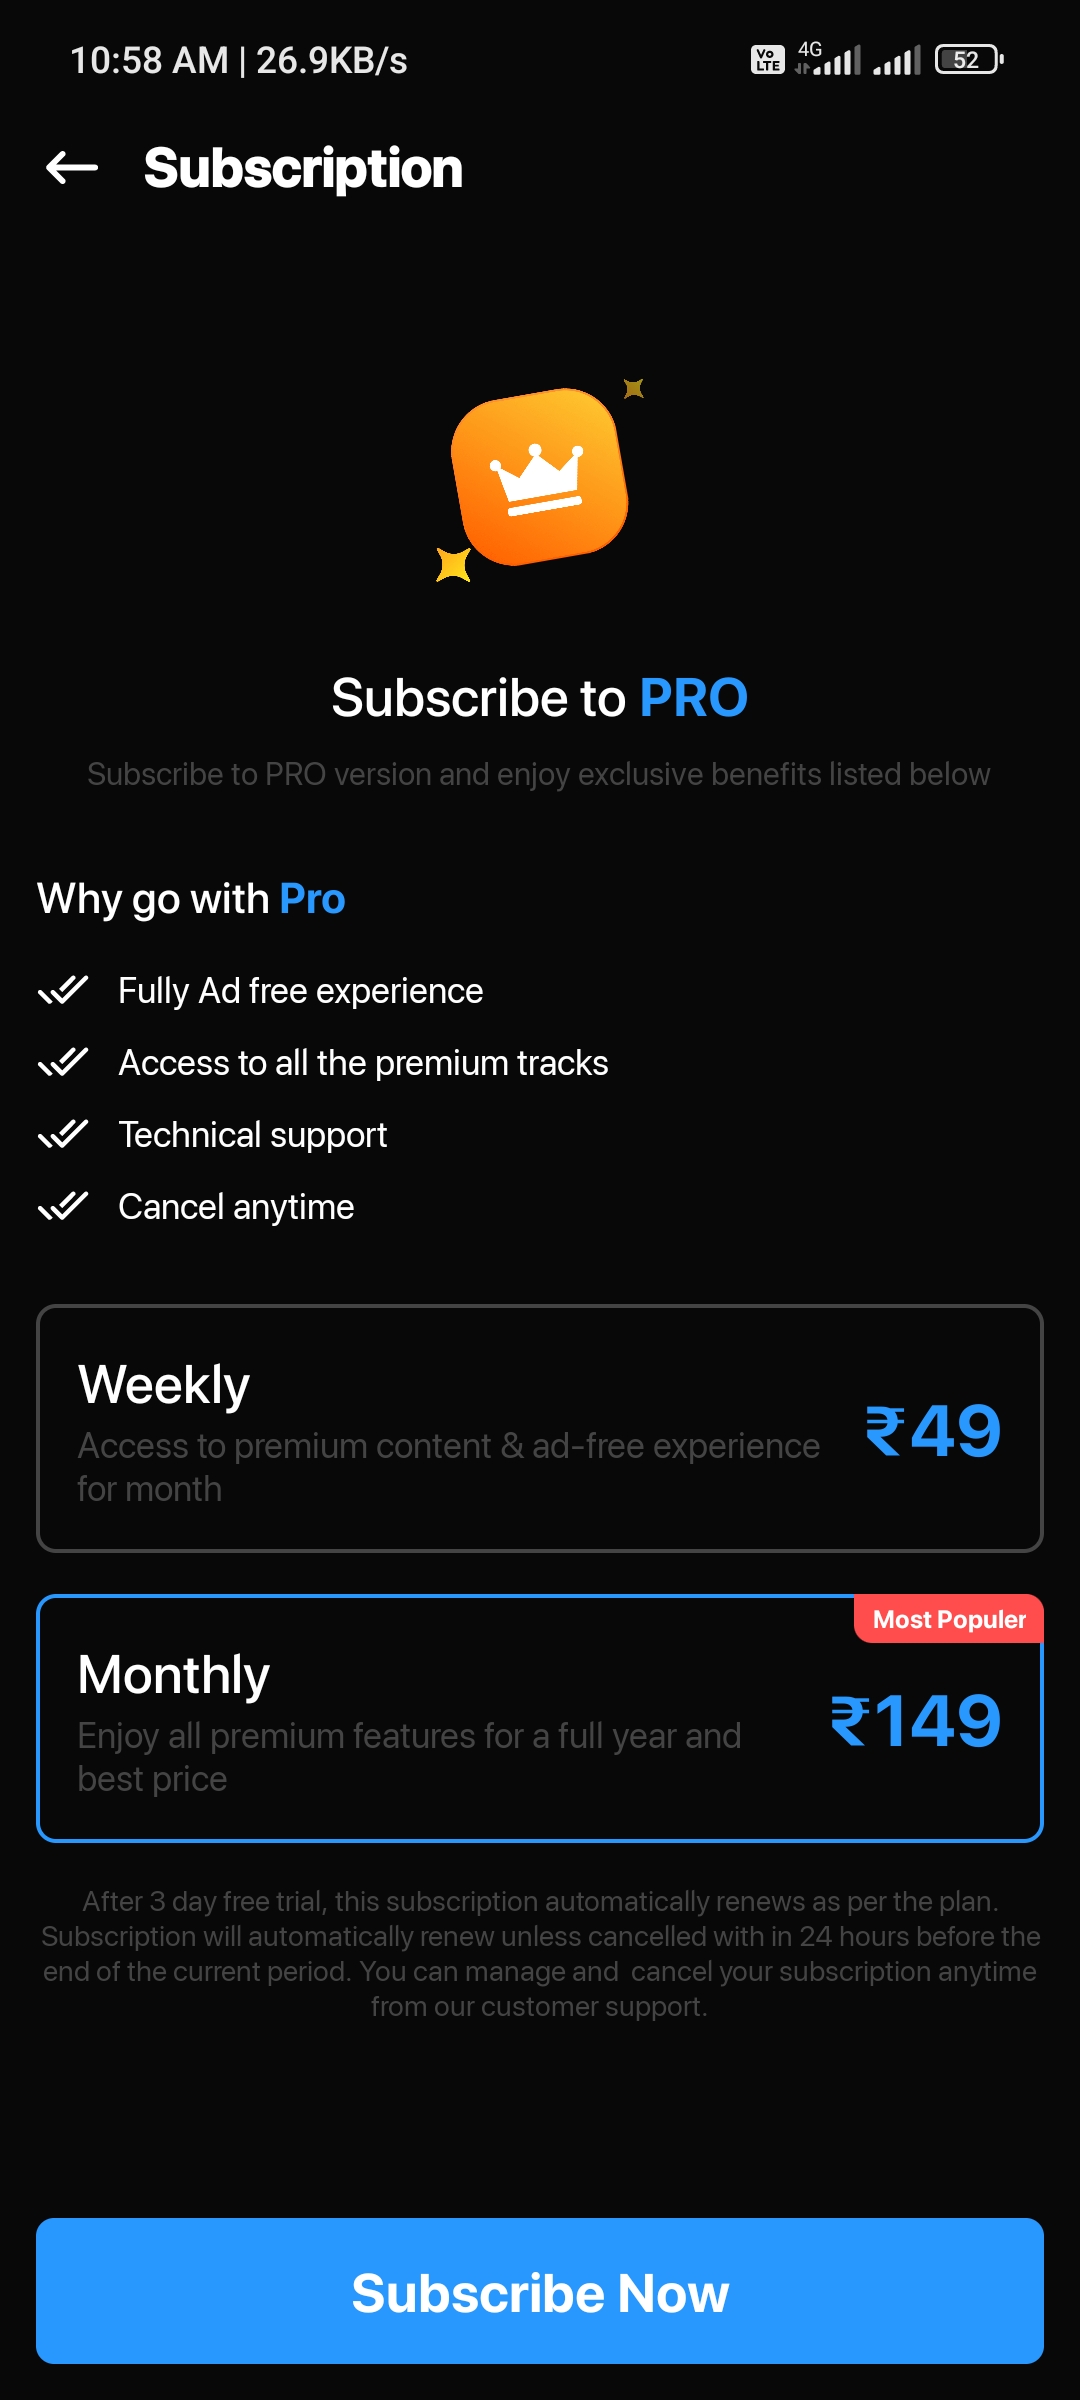 10:58 AM | 26.9KB/s
Vo LTE 4G 52
Subscription
Subscribe to PRO
Subscribe to PRO version and enjoy exclusive benefits listed below
Why go with Pro
Fully Ad free experience
Access to all the premium tracks
Technical support
Cancel anytime
Weekly
Access to premium content & ad-free experience
for month
₹49
Most Populer
Monthly
Enjoy all premium features for a full year and
best price
₹149
After 3 day free trial, this subscription automatically renews as per the plan.
Subscription will automatically renew unless cancelled with in 24 hours before the
end of the current period. You can manage and  cancel your subscription anytime
from our customer support.
Subscribe Now